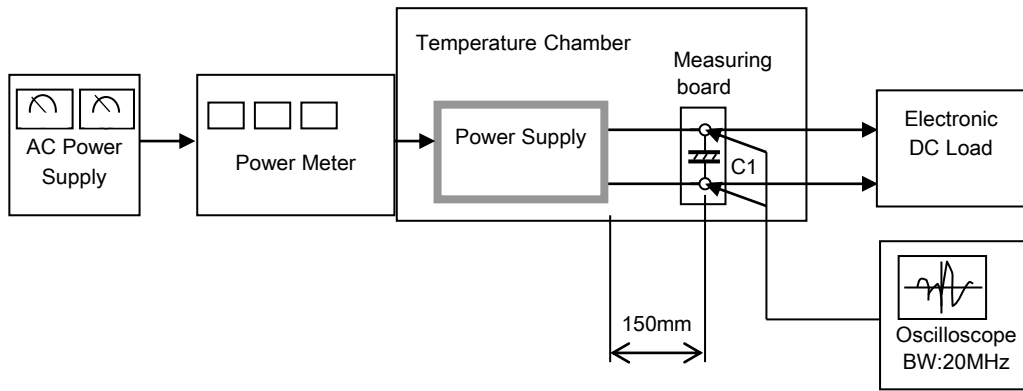 Temperature Chamber
Measuring
board
AC Power
Supply
Power Meter
Power Supply
C1
Electronic
DC Load
150mm
Oscilloscope
BW:20MHz